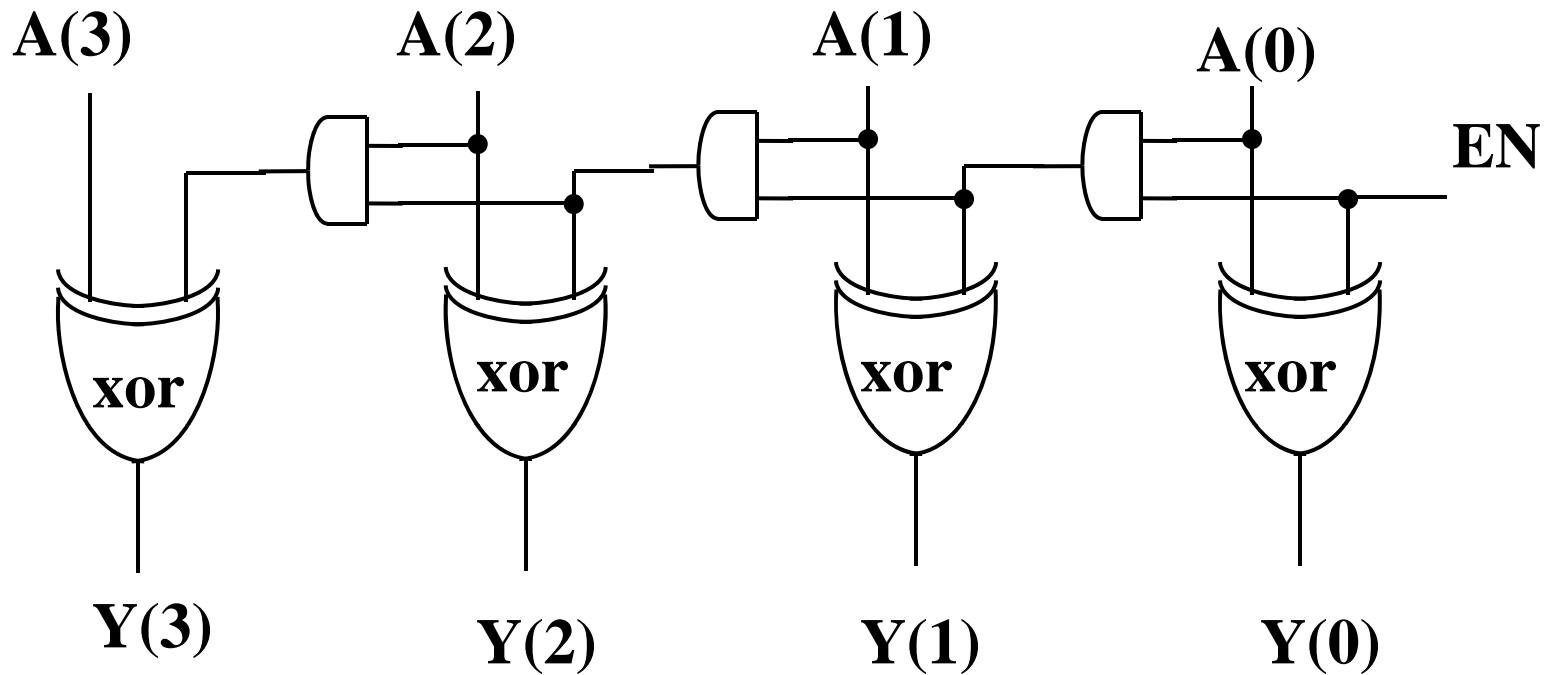 A(3) A(2) A(1) A(0)
EN
xor xor xor xor
Y(3) Y(2) Y(1) Y(0)